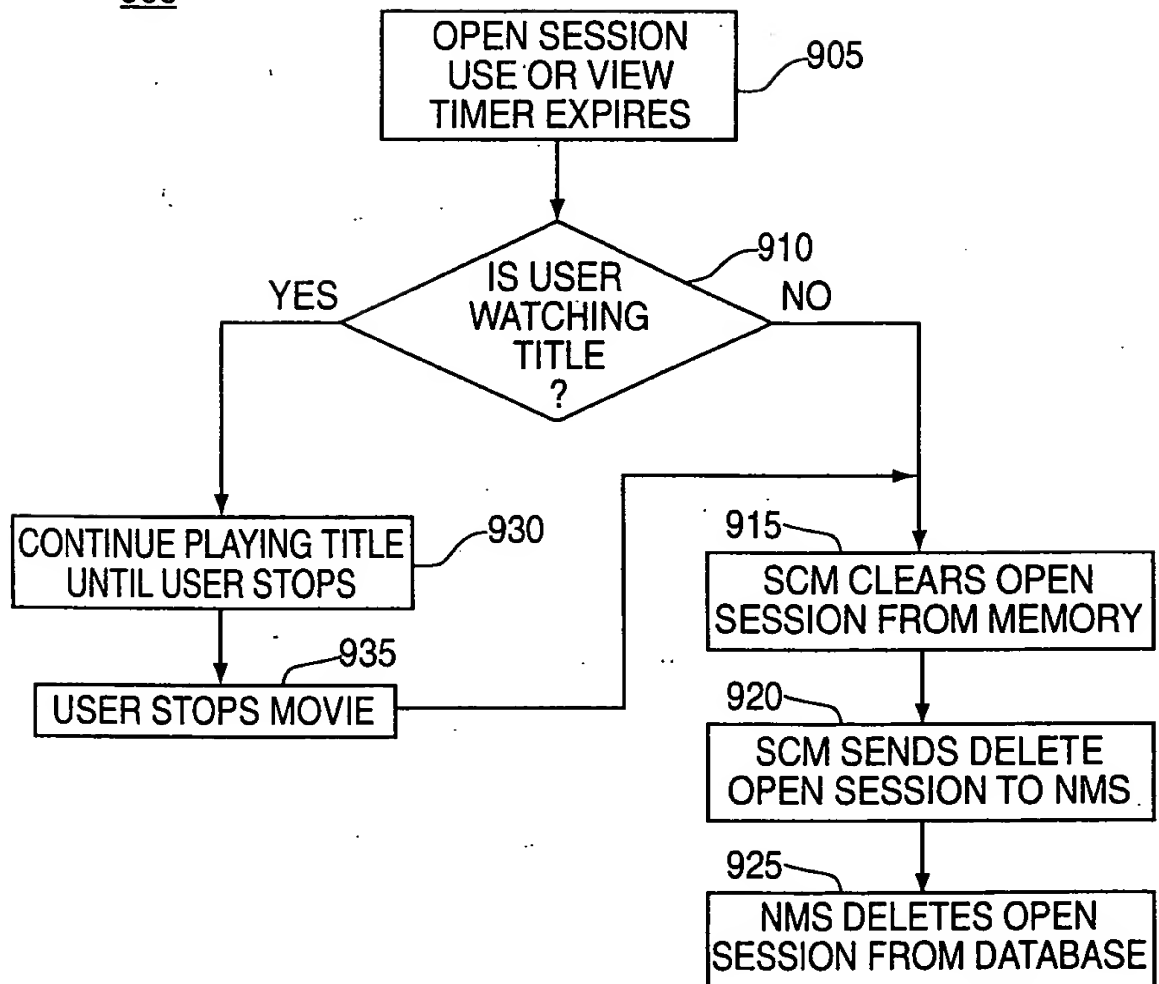 OPEN SESSION
USE OR VIEW
TIMER EXPIRES
905
910
IS USER
WATCHING
TITLE
?
YES
NO
CONTINUE PLAYING TITLE
UNTIL USER STOPS
930
935
USER STOPS MOVIE
915
SCM CLEARS OPEN
SESSION FROM MEMORY
920
SCM SENDS DELETE
OPEN SESSION TO NMS
925
NMS DELETES OPEN
SESSION FROM DATABASE